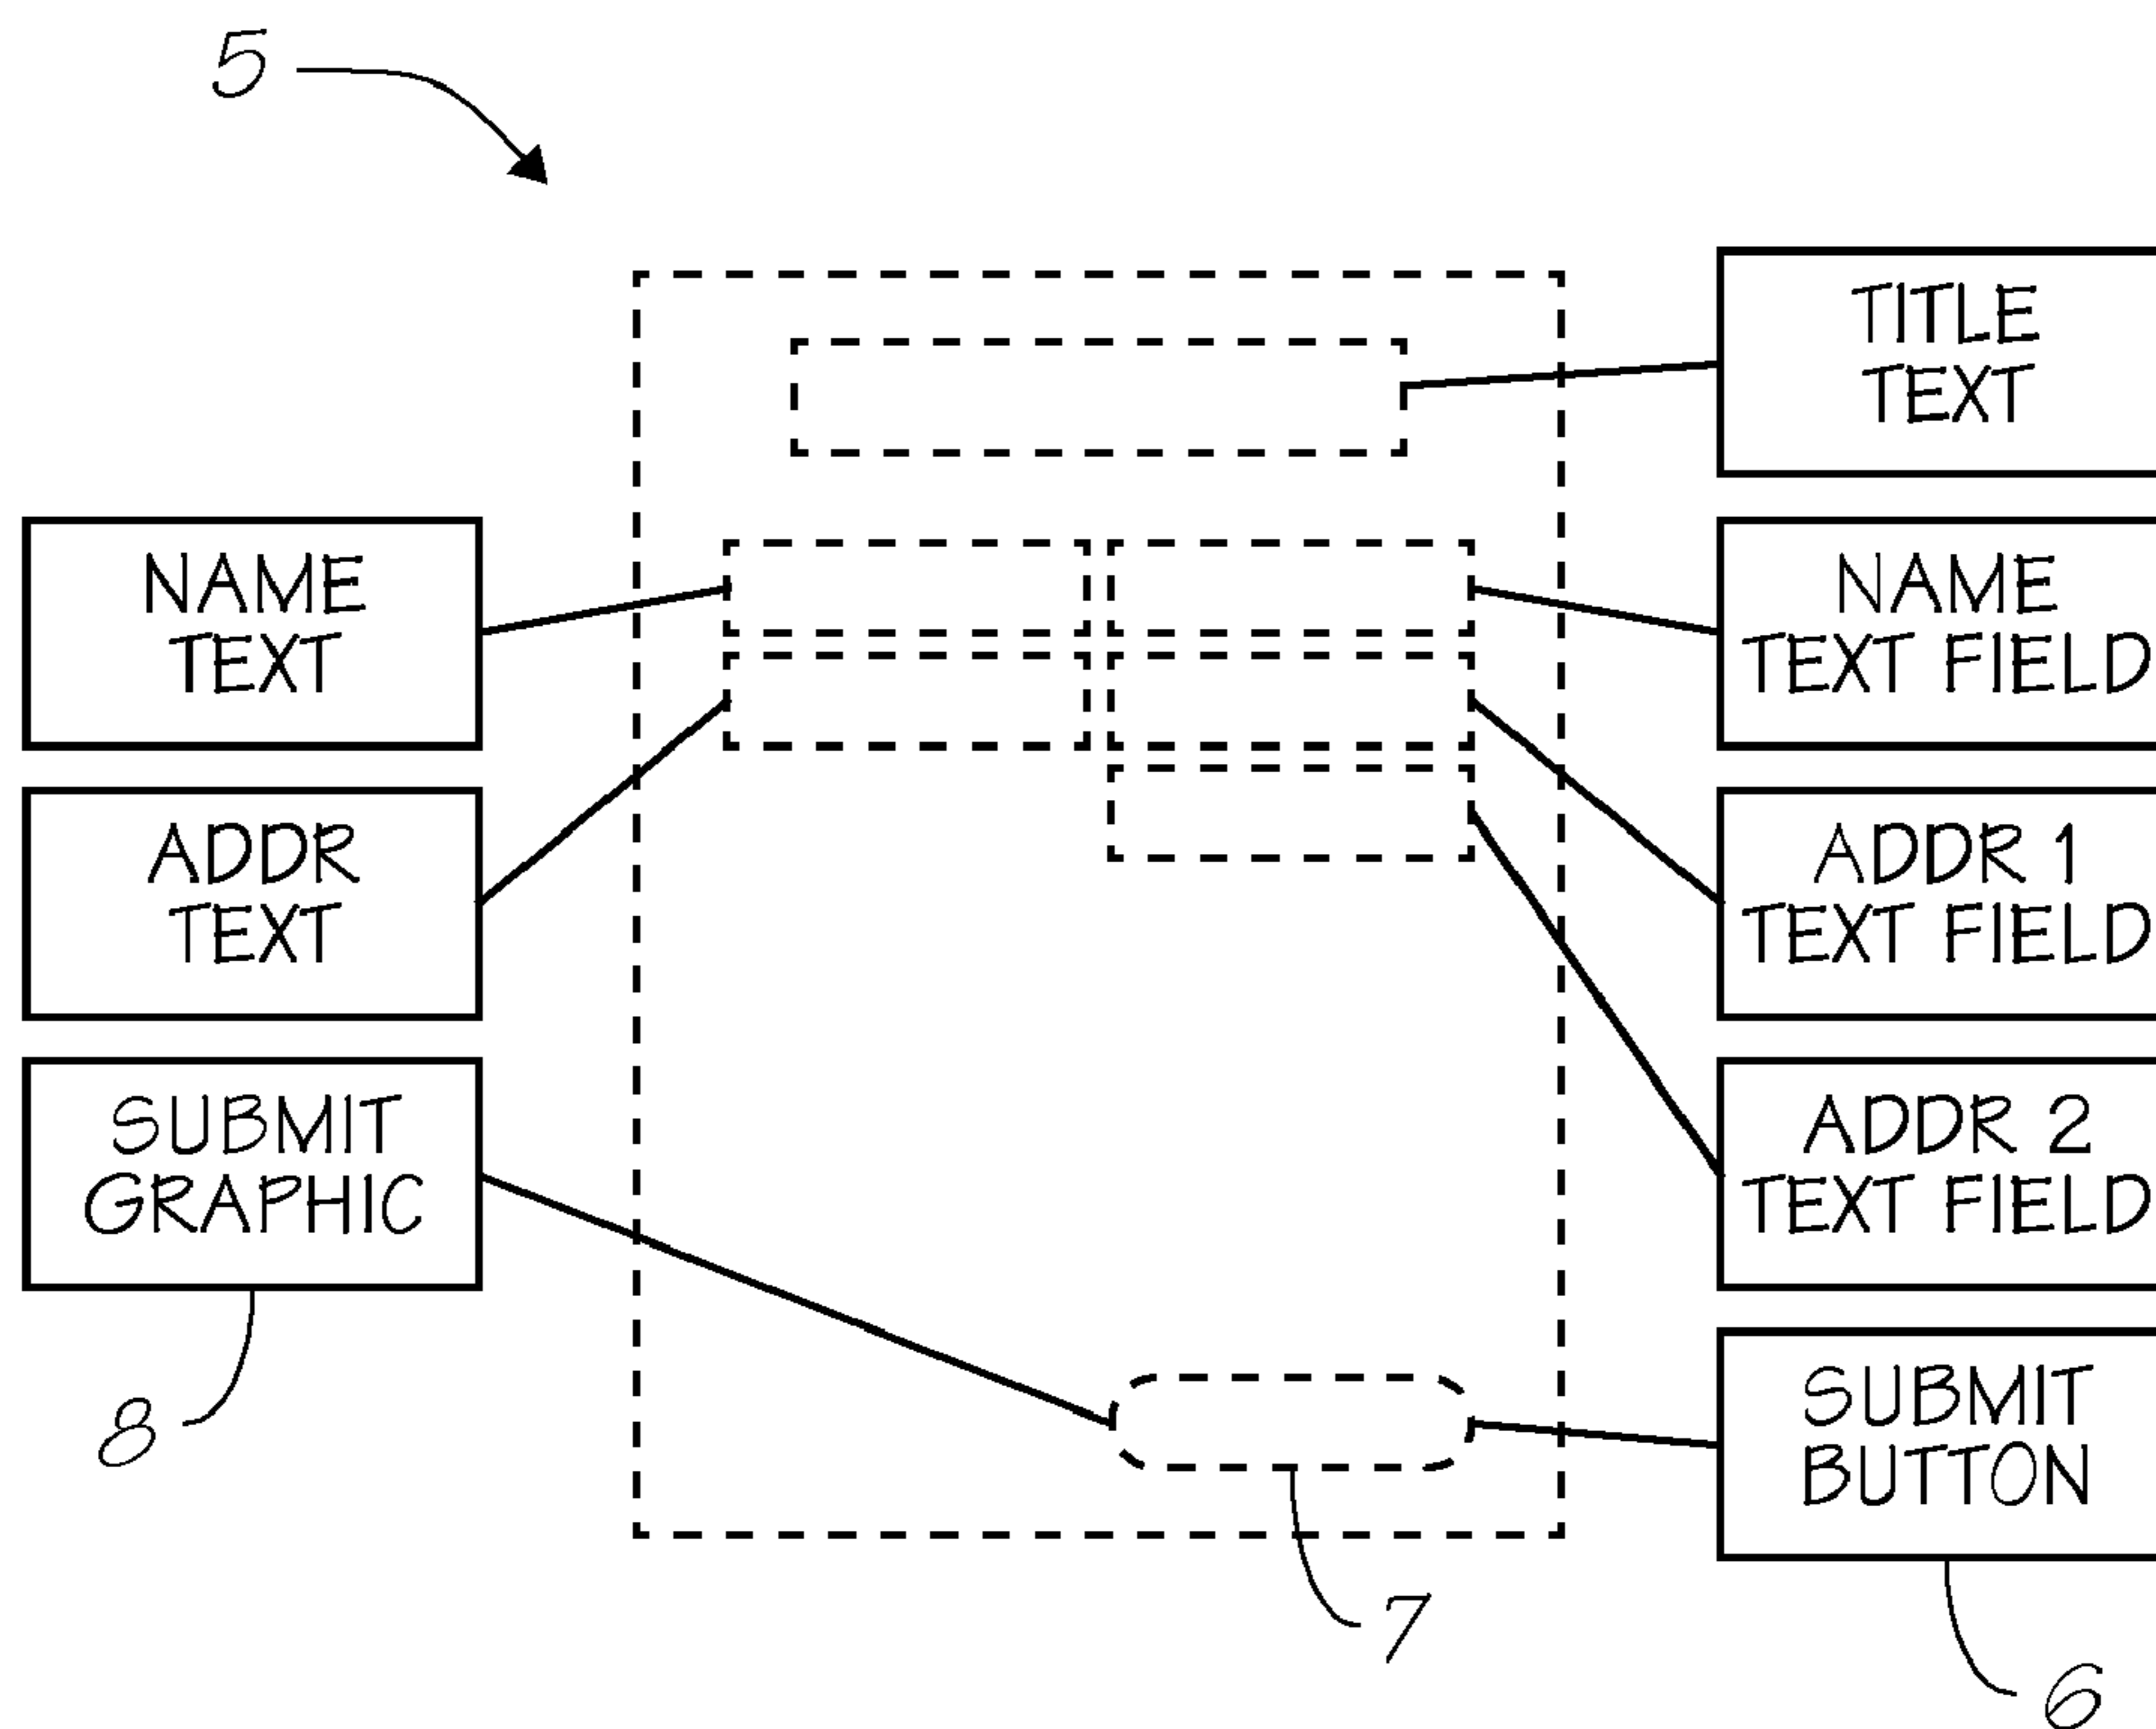 5
TITLE
TEXT
NAME
TEXT
NAME
TEXT FIELD
ADDR
TEXT
ADDR 1
TEXT FIELD
SUBMIT
GRAPHIC
ADDR 2
TEXT FIELD
SUBMIT
BUTTON
8
7
6